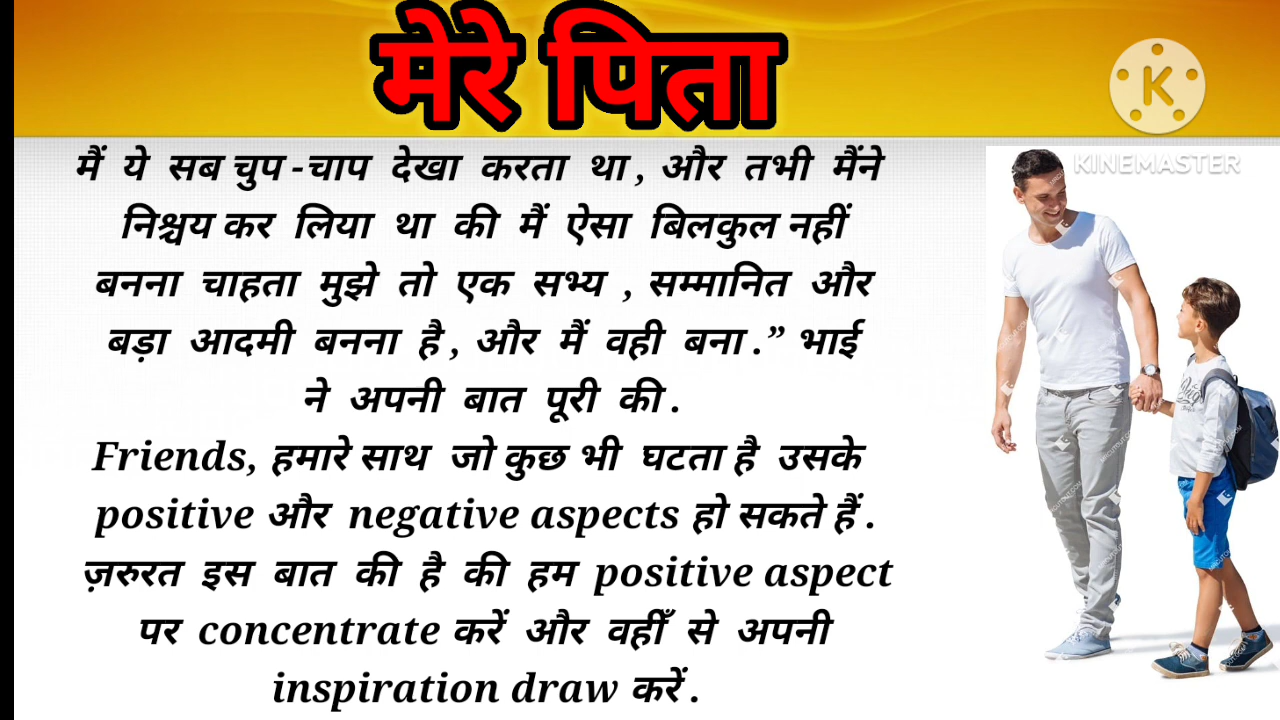 मेरे पिता
K
KINEMASTER
मैं ये सब चुप-चाप देखा करता था, और तभी मैंने
निश्चय कर लिया था की मैं ऐसा बिलकुल नहीं
बनना चाहता मुझे तो एक सभ्य , सम्मानित और
बड़ा आदमी बनना है, और मैं वही बना.” भाई
ने अपनी बात पूरी की.
Friends, हमारे साथ जो कुछ भी घटता है उसके
positive और negative aspects हो सकते हैं.
ज़रुरत इस बात की है की हम positive aspect
पर concentrate करें और वहीँ से अपनी
inspiration draw करें.